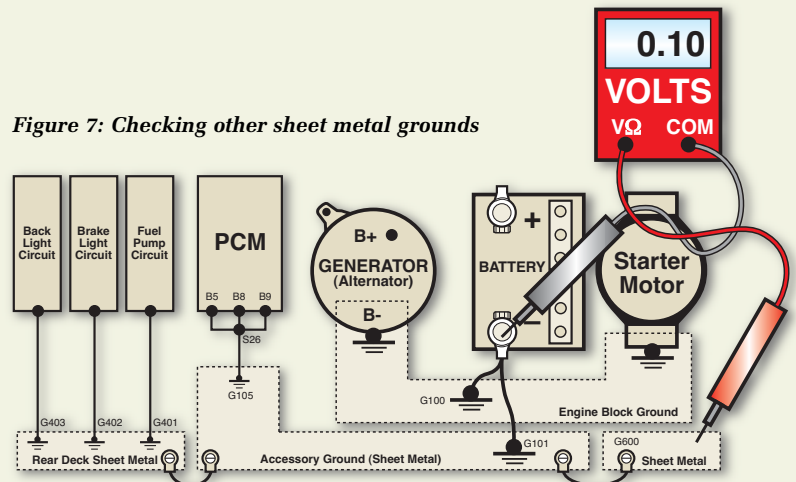 0.10
VOLTS
VΩ COM
Figure 7: Checking other sheet metal grounds
Back
Light
Circuit
Brake
Light
Circuit
Fuel
Pump
Circuit
PCM
B5 B8 B9
S26
G105
B+
GENERATOR
(Alternator)
B-
+
BATTERY
–
Starter
Motor
G100
Engine Block Ground
G403
G402
G401
G101
G600
Rear Deck Sheet Metal
Accessory Ground (Sheet Metal)
Sheet Metal